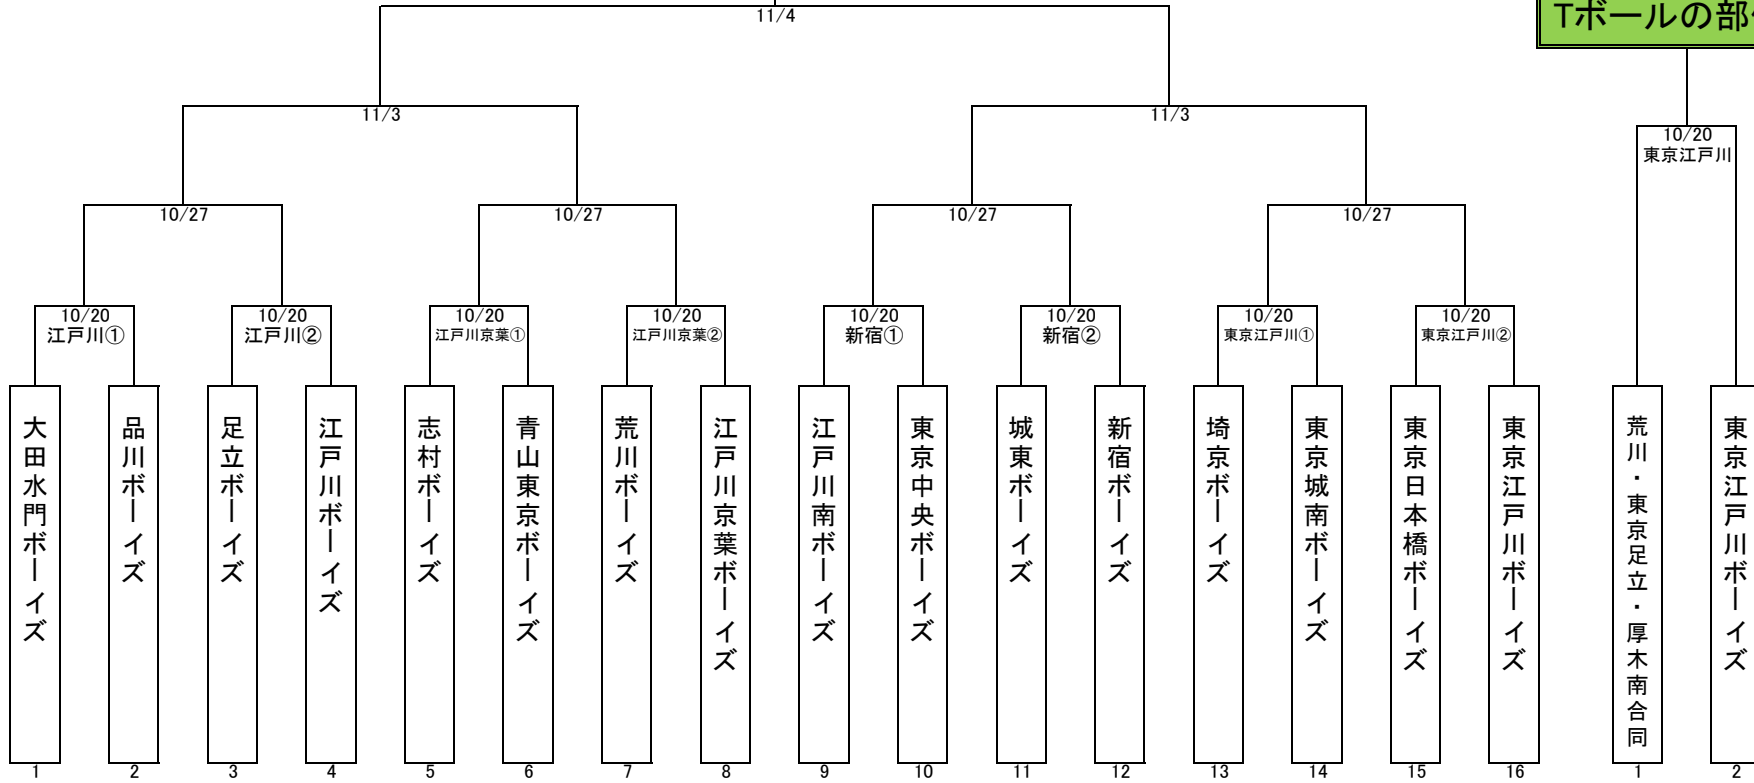 11/4
Tボールの部
11/3
11/3
10/20
東京江戸川
10/27
10/27
10/27
10/27
10/20
江戸川①
10/20
江戸川②
10/20
江戸川京葉①
10/20
江戸川京葉②
10/20
新宿①
10/20
新宿②
10/20
東京江戸川①
10/20
東京江戸川②
大田水門ボーイズ
品川ボーイズ
足立ボーイズ
江戸川ボーイズ
志村ボーイズ
青山東京ボーイズ
荒川ボーイズ
江戸川京葉ボーイズ
江戸川南ボーイズ
東京中央ボーイズ
城東ボーイズ
新宿ボーイズ
埼京ボーイズ
東京城南ボーイズ
東京日本橋ボーイズ
東京江戸川ボーイズ
荒川・東京足立・厚木南合同
東京江戸川ボーイズ
1 2 3 4 5 6 7 8 9 10 11 12 13 14 15 16 1 2